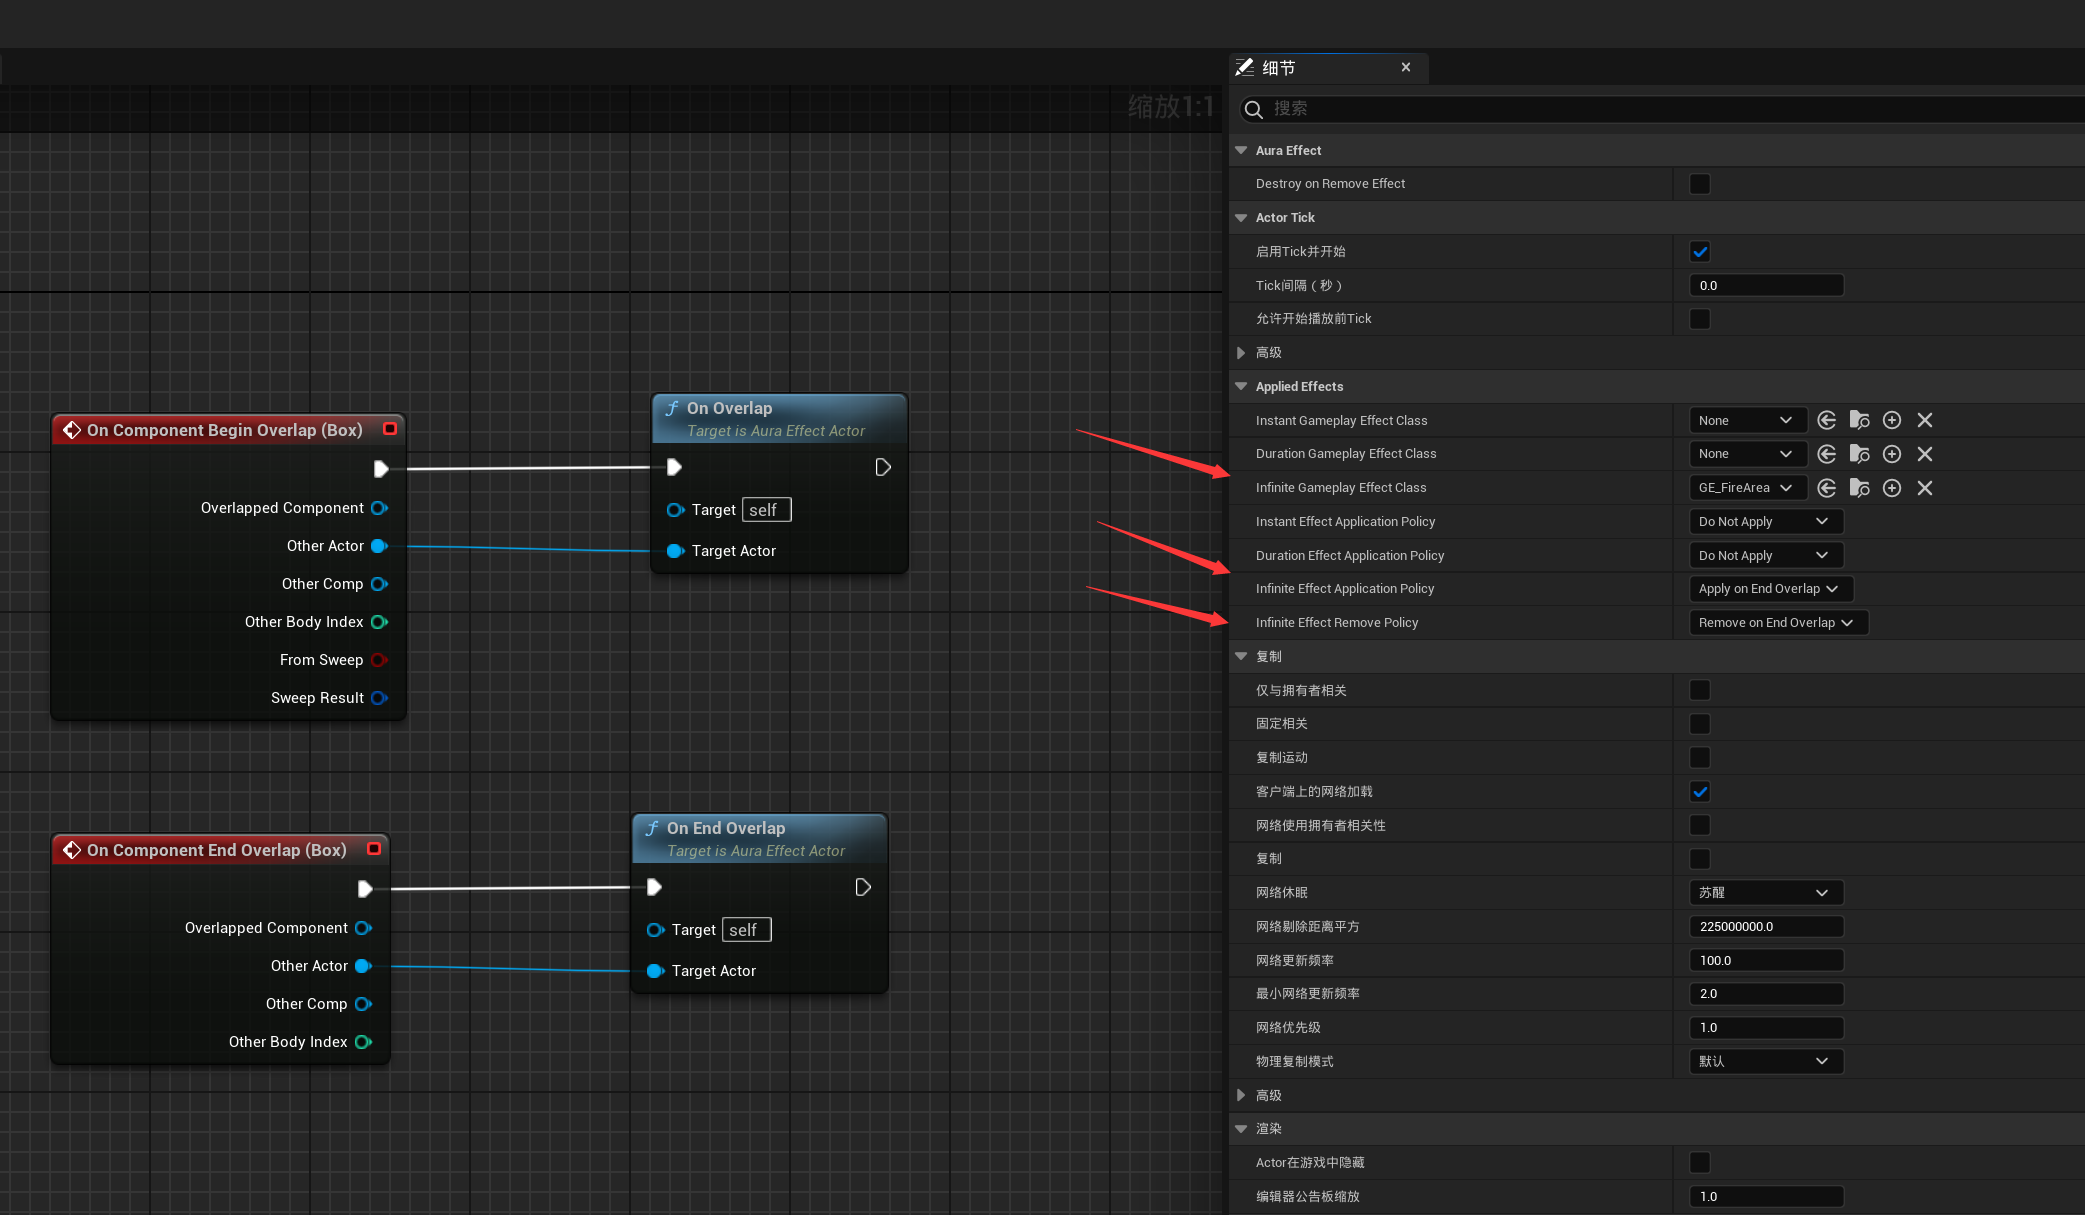 缩放1:1
On Component Begin Overlap (Box)
Overlapped Component
Other Actor
Other Comp
Other Body Index
From Sweep
Sweep Result
On Overlap
Target is Aura Effect Actor
Target self
Target Actor
On Component End Overlap (Box)
Overlapped Component
Other Actor
Other Comp
Other Body Index
On End Overlap
Target is Aura Effect Actor
Target self
Target Actor
细节
搜索
Aura Effect
Destroy on Remove Effect
Actor Tick
启用Tick并开始
Tick间隔（秒） 0.0
允许开始播放前Tick
高级
Applied Effects
Instant Gameplay Effect Class None
Duration Gameplay Effect Class None
Infinite Gameplay Effect Class GE_FireArea
Instant Effect Application Policy Do Not Apply
Duration Effect Application Policy Do Not Apply
Infinite Effect Application Policy Apply on End Overlap
Infinite Effect Remove Policy Remove on End Overlap
复制
仅与拥有者相关
固定相关
复制运动
客户端上的网络加载
网络使用拥有者相关性
复制
网络休眠 苏醒
网络剔除距离平方 225000000.0
网络更新频率 100.0
最小网络更新频率 2.0
网络优先级 1.0
物理复制模式 默认
高级
渲染
Actor在游戏中隐藏
编辑器公告板缩放 1.0